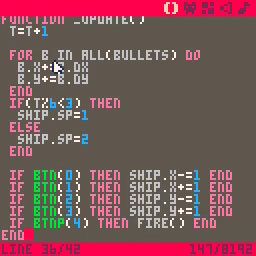 FUNCTION _UPDATE()
T=T+1
FOR B IN ALL(BULLETS) DO
B.X+=B.DX
B.Y+=B.DY
END
IF(T%6<3) THEN
SHIP.SP=1
ELSE
SHIP.SP=2
END
IF BTN(0) THEN SHIP.X-=1 END
IF BTN(1) THEN SHIP.X+=1 END
IF BTN(2) THEN SHIP.Y-=1 END
IF BTN(3) THEN SHIP.Y+=1 END
IF BTNP(4) THEN FIRE() END
END
LINE 36/42 147/8192